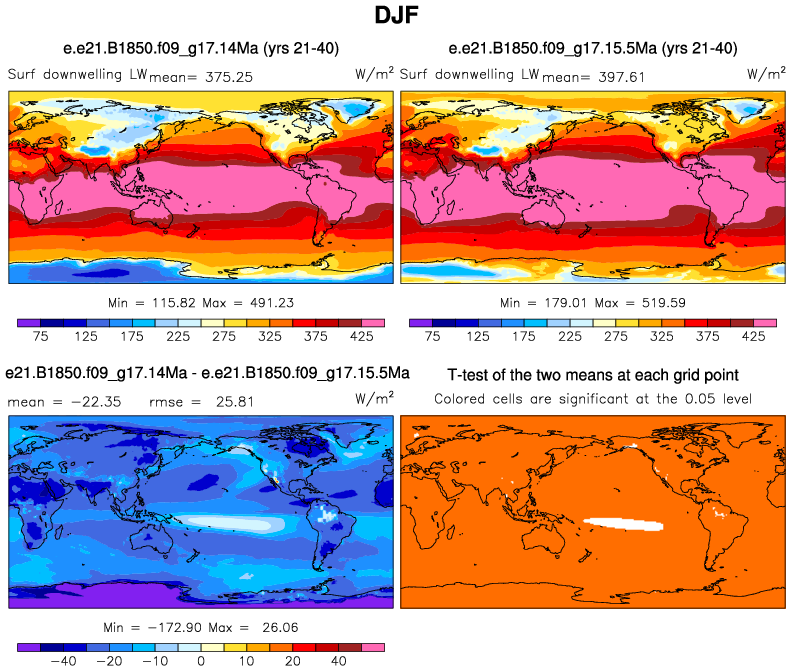 DJF
e.e21.B1850.f09_g17.14Ma (yrs 21-40)
e.e21.B1850.f09_g17.15.5Ma (yrs 21-40)
Surf downwelling LW mean= 375.25 W/m²
Surf downwelling LW mean= 397.61 W/m²
Min = 115.82 Max = 491.23
Min = 179.01 Max = 519.59
75 125 175 225 275 325 375 425
75 125 175 225 275 325 375 425
e21.B1850.f09_g17.14Ma - e.e21.B1850.f09_g17.15.5Ma
T-test of the two means at each grid point
mean = −22.35 rmse = 25.81 W/m²
Colored cells are significant at the 0.05 level
Min = −172.90 Max = 26.06
−40 −20 −10 0 10 20 40